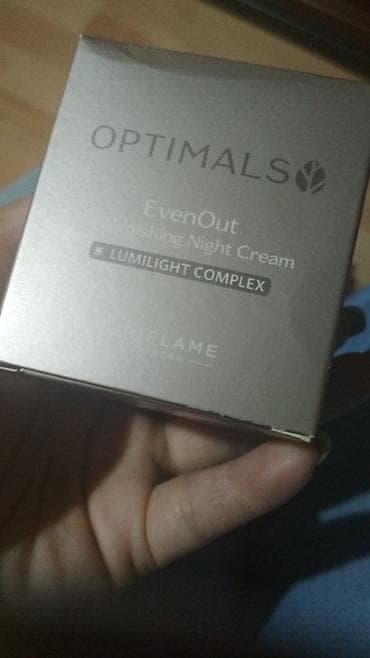 OPTIMALS
EvenOut
Night Cream
* LUMILIGHT COMPLEX
ORIFLAME